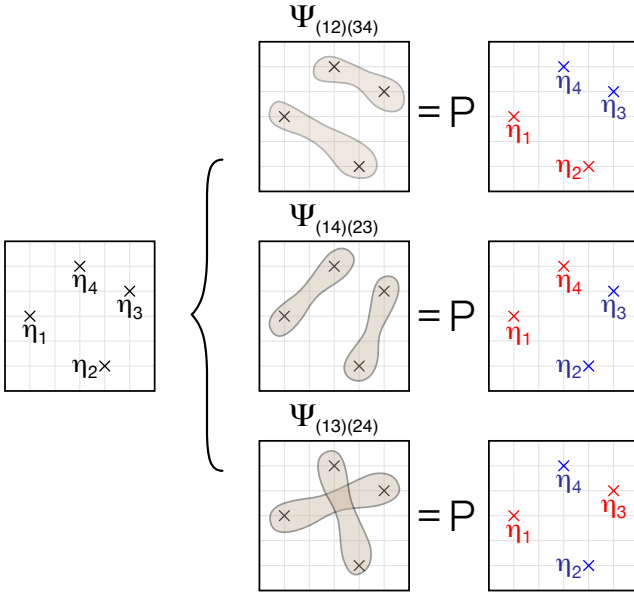 Ψ(12)(34)
= P
η4
η3
η1
η2
Ψ(14)(23)
η4
η3
η1
η2
= P
η4
η3
η1
η2
Ψ(13)(24)
= P
η4
η3
η1
η2